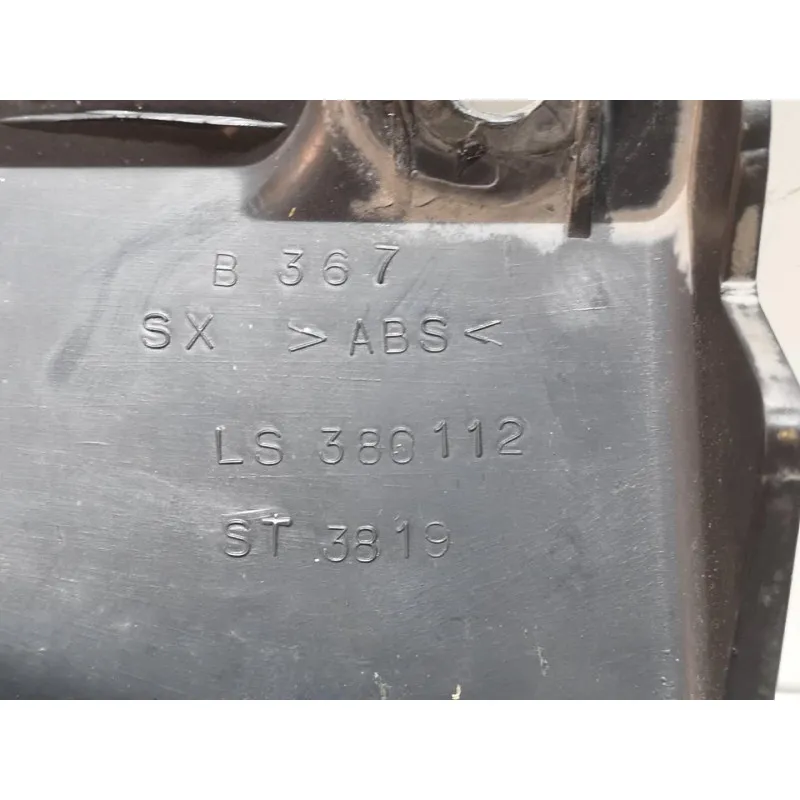 B 367
SX >ABS<
LS 380112
ST 3819